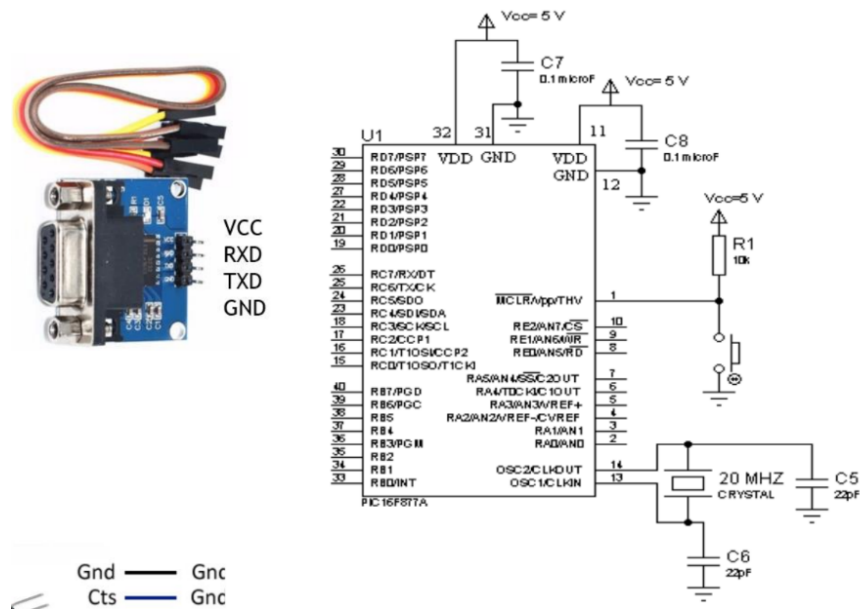 Vcc= 5 V
C7
0.1microF
Vcc= 5 V
C8
0.1microF
U1
32
31
11
12
VDD
GND
VDD
GND
30 RD7/PSP7
29 RD6/PSP6
28 RD5/PSP5
27 RD4/PSP4
22 RD3/PSP3
21 RD2/PSP2
20 RD1/PSP1
19 RD0/PSP0
26 RC7/RX/DT
25 RC6/TX/CK
24 RC5/SDO
23 RC4/SDI/SDA
18 RC3/SCK/SCL
17 RC2/CCP1
16 RC1/T1OSI/CCP2
15 RC0/T1OSO/T1CKI
40 RB7/PGD
39 RB6/PGC
38 RB5
37 RB4
36 RB3/PGM
35 RB2
34 RB1
33 RB0/INT
MCLR/Vpp/THV 1
RE2/AN7/CS 10
RE1/AN6/WR 9
RE0/AN5/RD 8
RA5/AN4/SS/C2OUT 7
RA4/T0CKI/C1OUT 6
RA3/AN3/VREF+ 5
RA2/AN2/VREF-/CVREF 4
RA1/AN1 3
RA0/AN0 2
OSC2/CLKOUT 14
OSC1/CLKIN 13
PIC16F877A
Vcc=5 V
R1
10k
20 MHZ
CRYSTAL
C5
22pF
C6
22pF
VCC
RXD
TXD
GND
Gnd Gnd
Cts Gnd